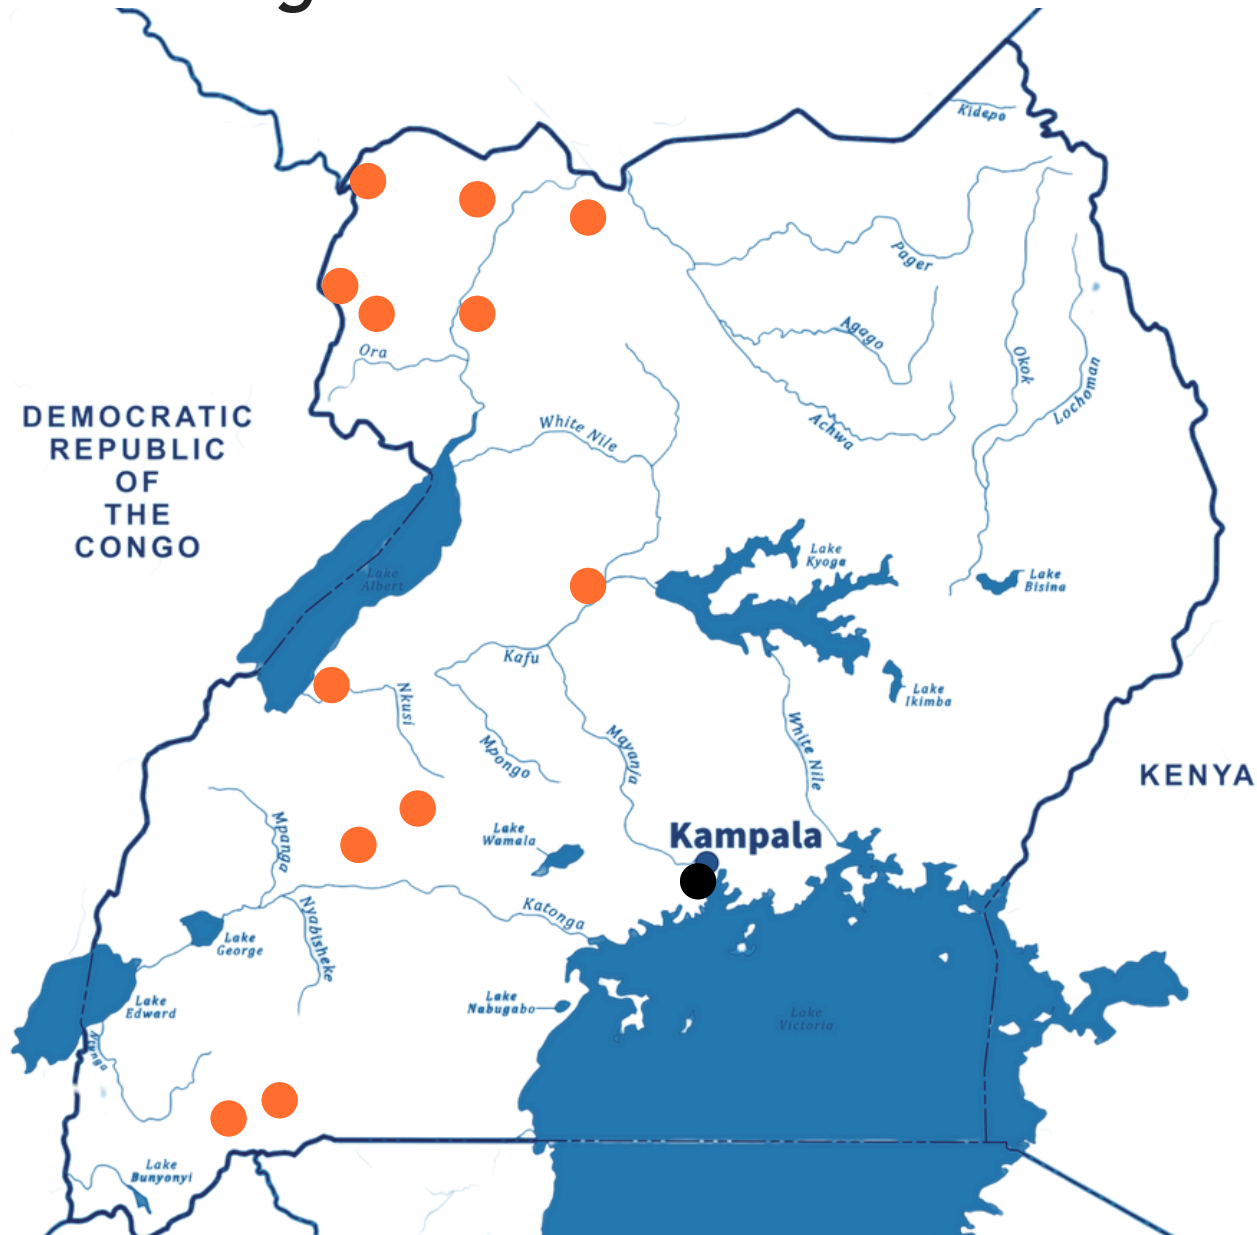 Kidepo
Pager
Agago
Okok
Lochoman
Achwa
Ora
White Nile
DEMOCRATIC
REPUBLIC
OF
THE
CONGO
Lake
Albert
Lake
Kyoga
Lake
Bisina
Kafu
Nkusi
Mpongo
Mayanja
White Nile
Lake
Ikimba
KENYA
Mpanga
Lake
Wamala
Kampala
Katonga
Nyabisheke
Lake
George
Lake
Edward
Lake
Nabugabo
Lake
Victoria
Lake
Bunyonyi